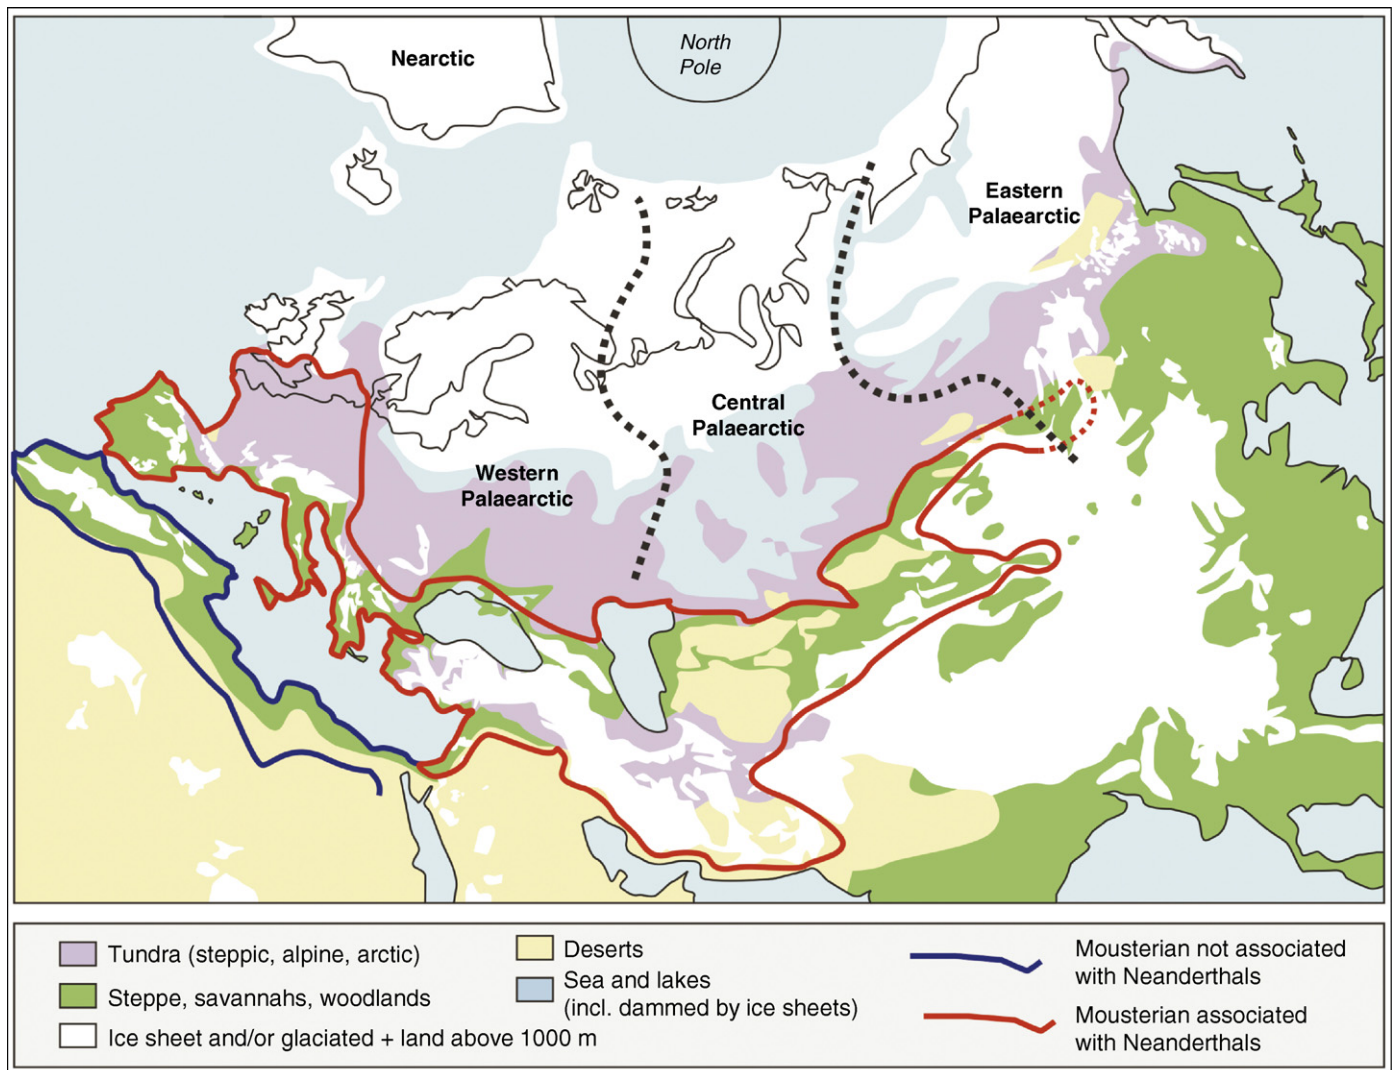 Nearctic
North
Pole
Eastern
Palaearctic
Central
Palaearctic
Western
Palaearctic
Tundra (steppic, alpine, arctic)
Steppe, savannahs, woodlands
Ice sheet and/or glaciated + land above 1000 m
Deserts
Sea and lakes
(incl. dammed by ice sheets)
Mousterian not associated
with Neanderthals
Mousterian associated
with Neanderthals